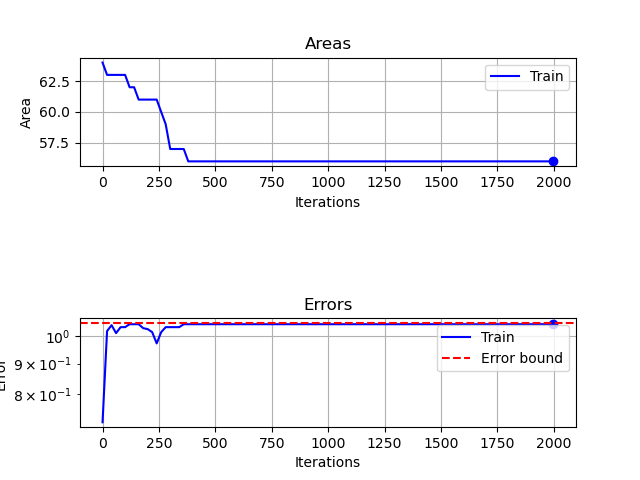 Areas
Train
62.5
60.0
57.5
Area
0 250 500 750 1000 1250 1500 1750 2000
Iterations
Errors
Train
Error bound
10⁰
9 × 10⁻¹
8 × 10⁻¹
Error
0 250 500 750 1000 1250 1500 1750 2000
Iterations